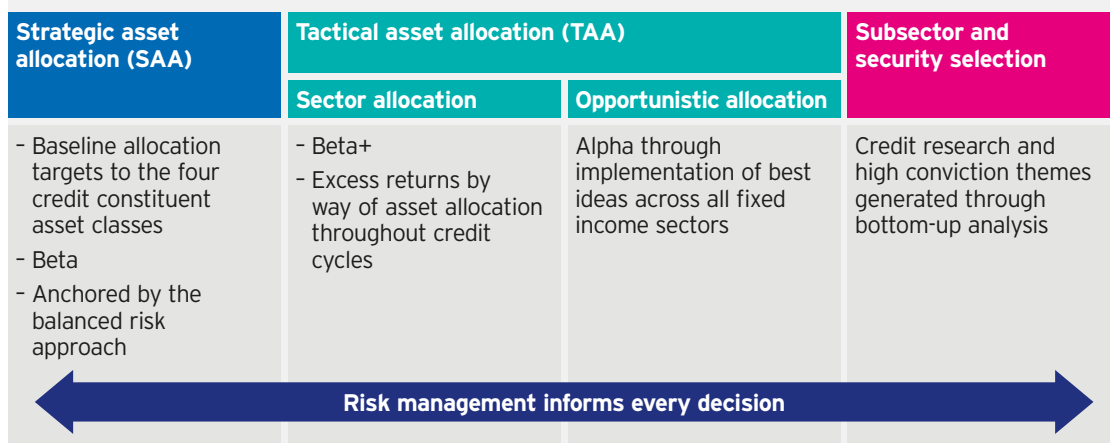 Strategic asset
allocation (SAA)
Tactical asset allocation (TAA)
Sector allocation
Opportunistic allocation
Subsector and
security selection
– Baseline allocation
targets to the four
credit constituent
asset classes
– Beta
– Anchored by the
balanced risk
approach
– Beta+
– Excess returns by
way of asset allocation
throughout credit
cycles
Alpha through
implementation of best
ideas across all fixed
income sectors
Credit research and
high conviction themes
generated through
bottom-up analysis
Risk management informs every decision